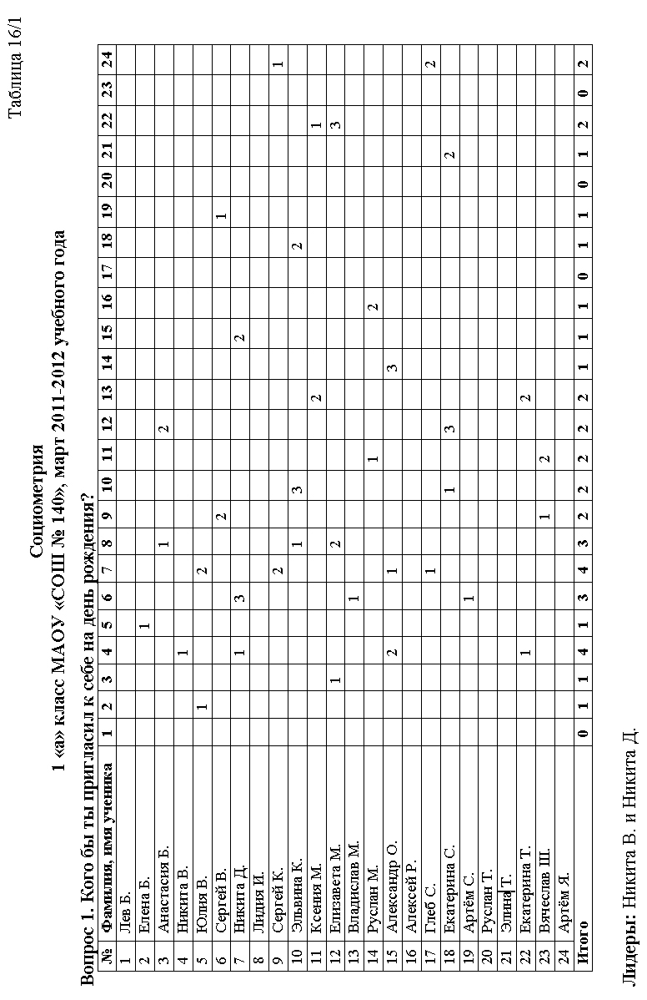 Таблица 16/1
Социометрия
1 «а» класс МАОУ «СОШ № 140», март 2011-2012 учебного года
Вопрос 1. Кого бы ты пригласил к себе на день рождения?
№ Фамилия, имя ученика 1 2 3 4 5 6 7 8 9 10 11 12 13 14 15 16 17 18 19 20 21 22 23 24
1 Лев Б.
2 Елена Б. 1
3 Анастасия Б. 1 2
4 Никита В. 1
5 Юлия В. 1 2
6 Сергей В. 2 1
7 Никита Д. 1 3 2
8 Лидия И.
9 Сергей К. 2 1
10 Эльвина К. 1 3 2
11 Ксения М. 2 1
12 Елизавета М. 1 2 3
13 Владислав М. 1
14 Руслан М. 1 2
15 Александр О. 2 1 3
16 Алексей Р.
17 Глеб С. 1 2
18 Екатерина С. 1 3 2
19 Артём С. 1
20 Руслан Т.
21 Элина Т.
22 Екатерина Т. 1 2
23 Вячеслав Ш. 1 2
24 Артём Я.
Итого 0 1 1 4 1 3 4 3 2 2 2 2 2 1 1 1 0 1 1 0 1 2 0 2
Лидеры: Никита В. и Никита Д.